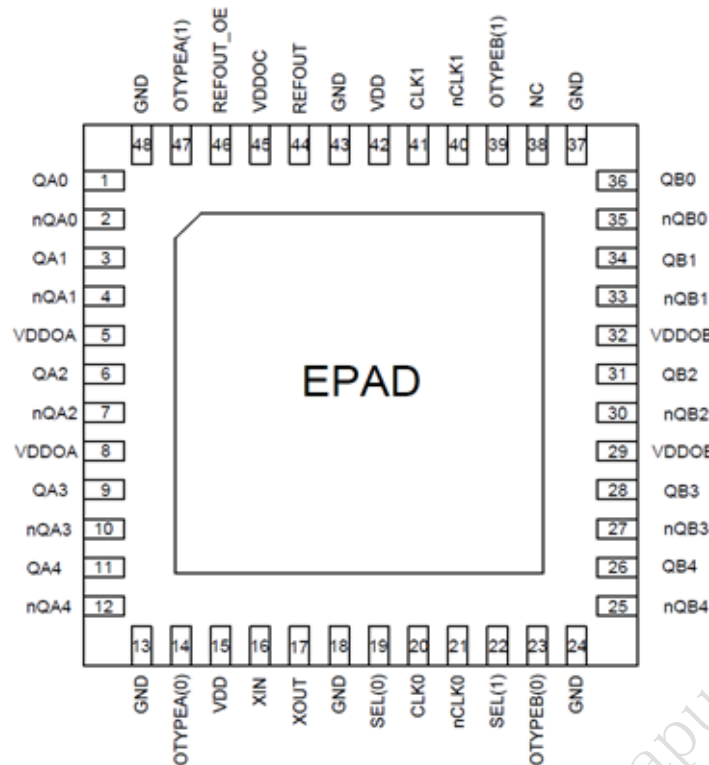 GND OTYPEA(1) REFOUT_OE VDDOC REFOUT GND VDD CLK1 nCLK1 OTYPEB(1) NC GND
48 47 46 45 44 43 42 41 40 39 38 37
QA0 1 36 QB0
nQA0 2 35 nQB0
QA1 3 34 QB1
nQA1 4 33 nQB1
VDDOA 5 32 VDDOB
QA2 6 31 QB2
EPAD
nQA2 7 30 nQB2
VDDOA 8 29 VDDOB
QA3 9 28 QB3
nQA3 10 27 nQB3
QA4 11 26 QB4
nQA4 12 25 nQB4
13 14 15 16 17 18 19 20 21 22 23 24
GND OTYPEA(0) VDD XIN XOUT GND SEL(0) CLK0 nCLK0 SEL(1) OTYPEB(0) GND